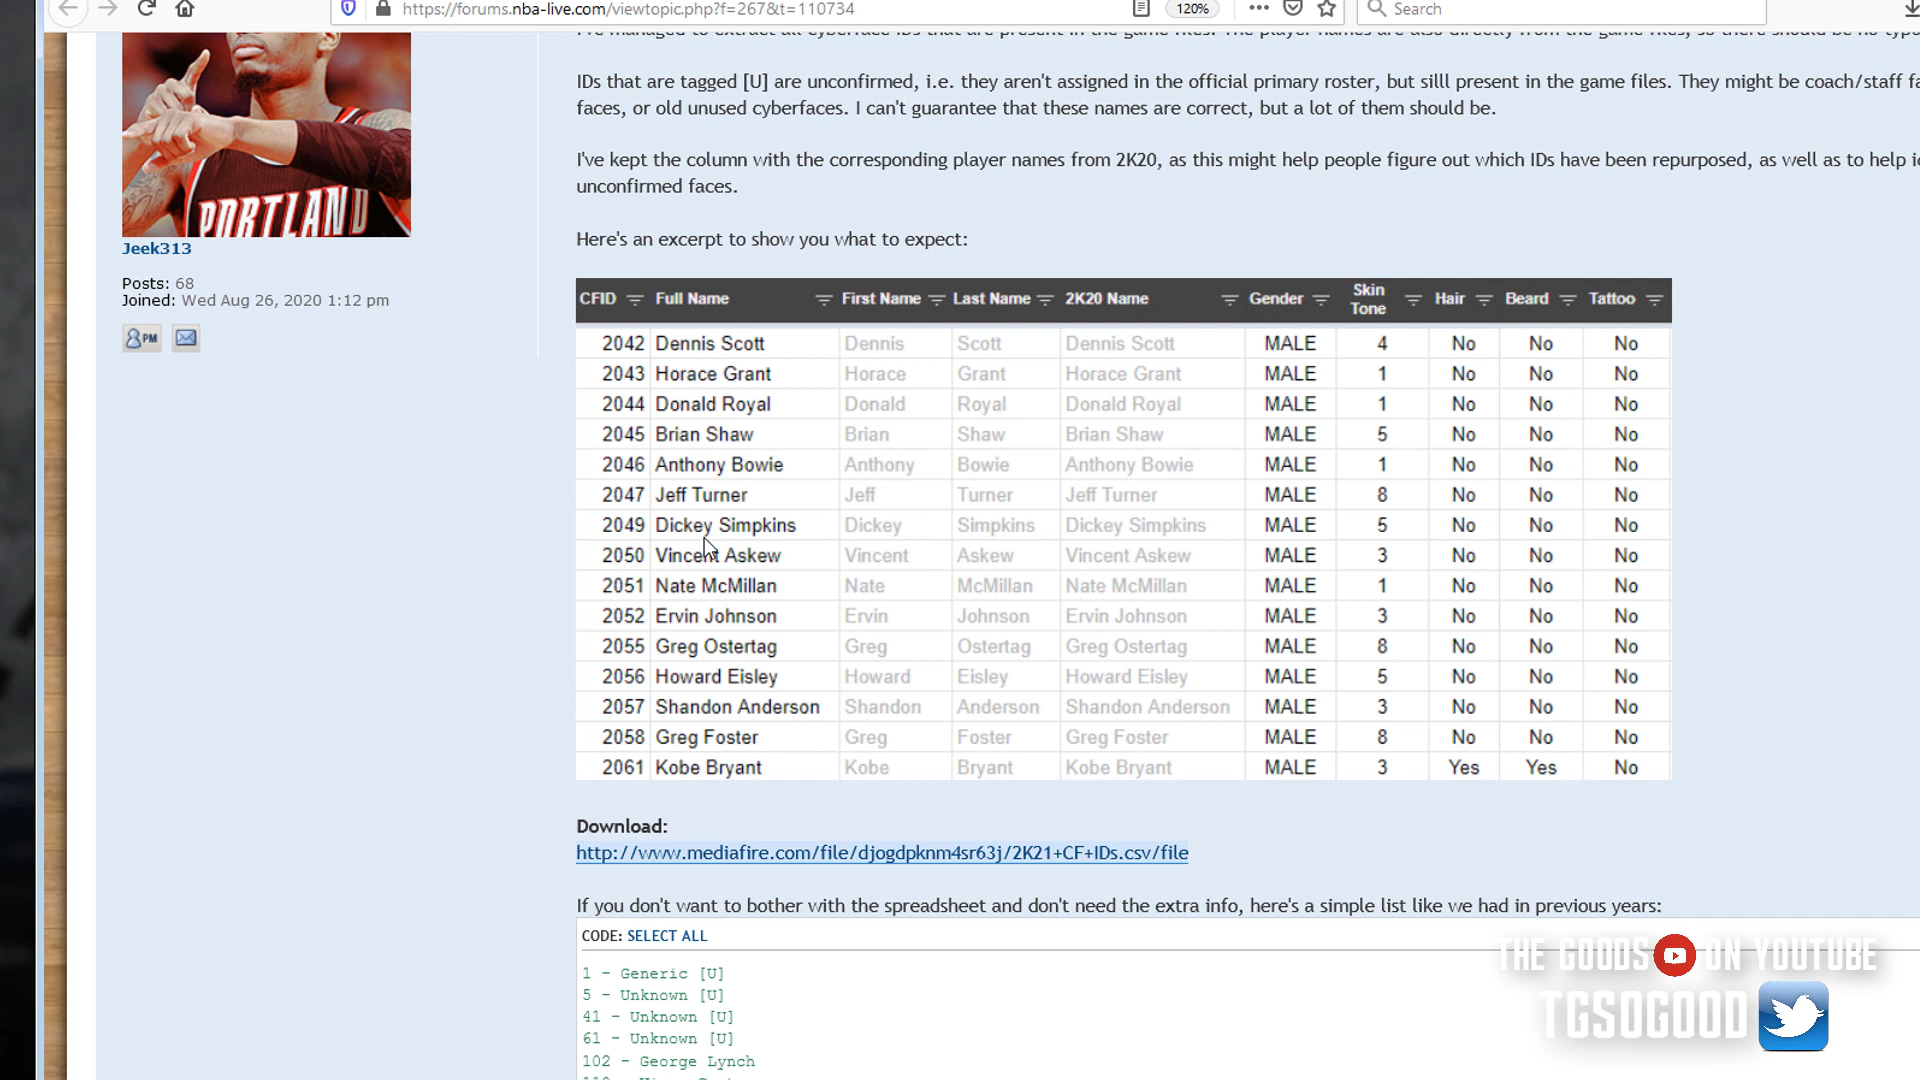 https://forums.nba-live.com/viewtopic.php?f=267&t=110734
120%
Search
IDs that are tagged [U] are unconfirmed, i.e. they aren't assigned in the official primary roster, but silll present in the game files. They might be coach/staff fa
faces, or old unused cyberfaces. I can't guarantee that these names are correct, but a lot of them should be.
I've kept the column with the corresponding player names from 2K20, as this might help people figure out which IDs have been repurposed, as well as to help i
unconfirmed faces.
Here's an excerpt to show you what to expect:
PORTLAND
Jeek313
Posts: 68
Joined: Wed Aug 26, 2020 1:12 pm
PM
CFID Full Name First Name Last Name 2K20 Name Gender Skin Tone Hair Beard Tattoo
2042 Dennis Scott Dennis Scott Dennis Scott MALE 4 No No No
2043 Horace Grant Horace Grant Horace Grant MALE 1 No No No
2044 Donald Royal Donald Royal Donald Royal MALE 1 No No No
2045 Brian Shaw Brian Shaw Brian Shaw MALE 5 No No No
2046 Anthony Bowie Anthony Bowie Anthony Bowie MALE 1 No No No
2047 Jeff Turner Jeff Turner Jeff Turner MALE 8 No No No
2049 Dickey Simpkins Dickey Simpkins Dickey Simpkins MALE 5 No No No
2050 Vincent Askew Vincent Askew Vincent Askew MALE 3 No No No
2051 Nate McMillan Nate McMillan Nate McMillan MALE 1 No No No
2052 Ervin Johnson Ervin Johnson Ervin Johnson MALE 3 No No No
2055 Greg Ostertag Greg Ostertag Greg Ostertag MALE 8 No No No
2056 Howard Eisley Howard Eisley Howard Eisley MALE 5 No No No
2057 Shandon Anderson Shandon Anderson Shandon Anderson MALE 3 No No No
2058 Greg Foster Greg Foster Greg Foster MALE 8 No No No
2061 Kobe Bryant Kobe Bryant Kobe Bryant MALE 3 Yes Yes No
Download:
http://www.mediafire.com/file/djogdpknm4sr63j/2K21+CF+IDs.csv/file
If you don't want to bother with the spreadsheet and don't need the extra info, here's a simple list like we had in previous years:
CODE: SELECT ALL
1 - Generic [U]
5 - Unknown [U]
41 - Unknown [U]
61 - Unknown [U]
102 - George Lynch
THE GOODS ON YOUTUBE
TGSOGOOD